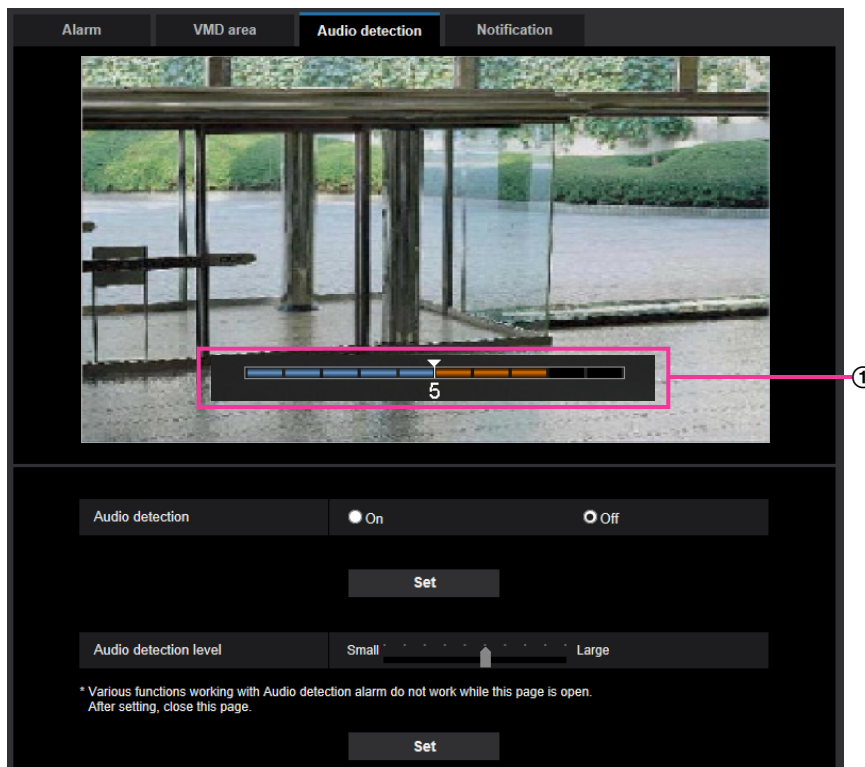 Alarm VMD area Audio detection Notification
5
①
Audio detection On Off
Set
Audio detection level Small Large
* Various functions working with Audio detection alarm do not work while this page is open.
After setting, close this page.
Set